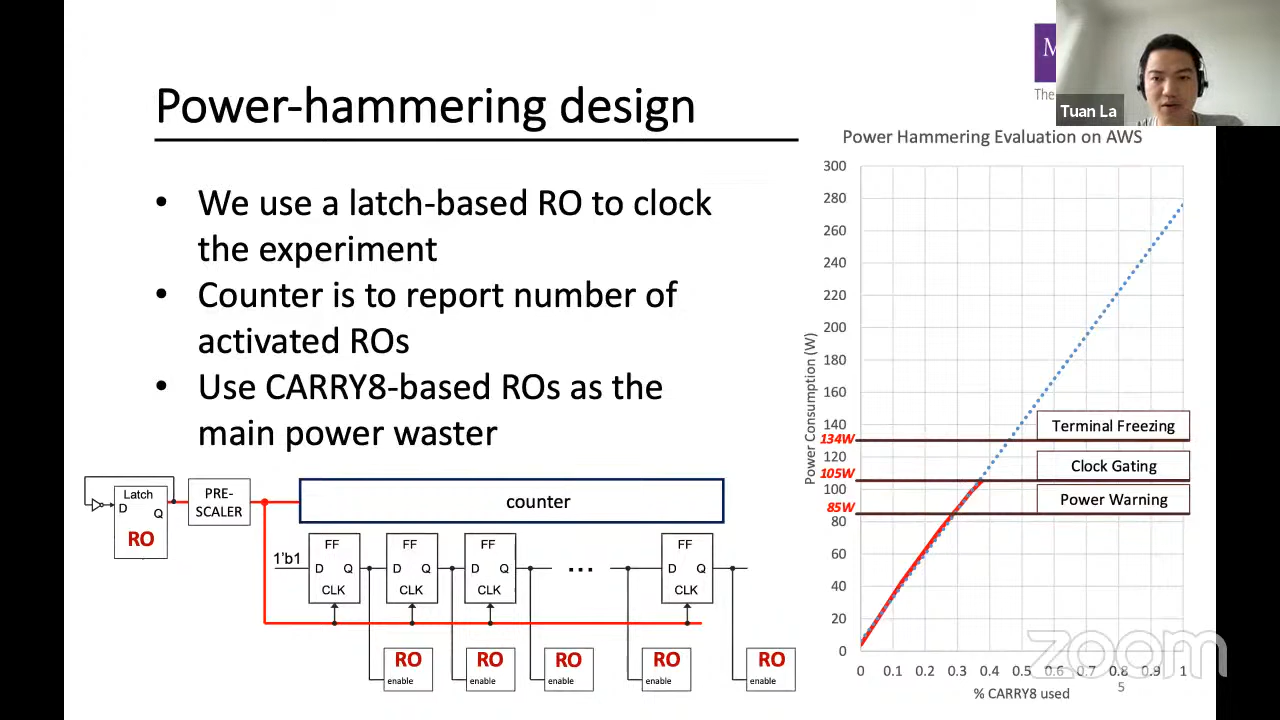 Power-hammering design
• We use a latch-based RO to clock
the experiment
• Counter is to report number of
activated ROs
• Use CARRY8-based ROs as the
main power waster
M
The
Tuan La
Power Hammering Evaluation on AWS
300
280
260
240
220
200
180
160
140
134W
120
105W
100
85W
80
60
40
20
0
Power Consumption (W)
Terminal Freezing
Clock Gating
Power Warning
0 0.1 0.2 0.3 0.4 0.5 0.6 0.7 0.8 0.9 1
% CARRY8 used
5
zoom
Latch
D
Q
RO
PRE-
SCALER
counter
1'b1
FF
D Q
CLK
FF
D Q
CLK
FF
D Q
CLK
...
FF
D Q
CLK
RO
enable
RO
enable
RO
enable
RO
enable
RO
enable